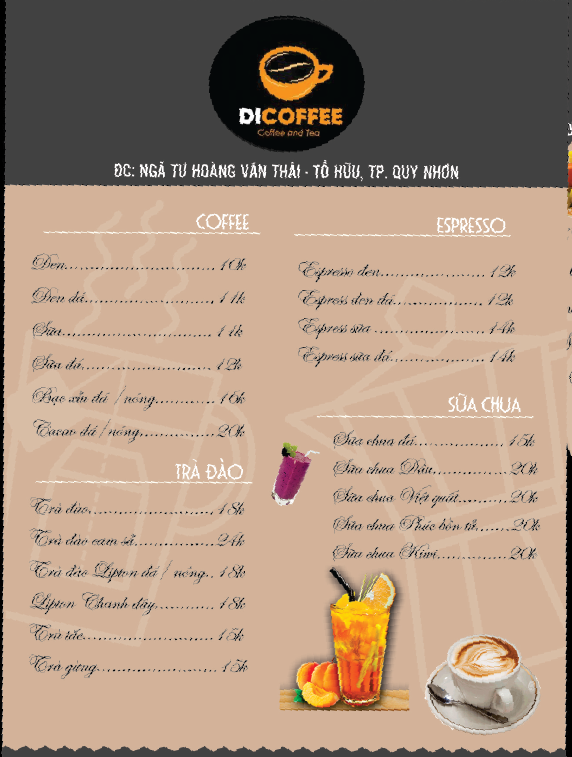 DICOFFEE
Coffee and Tea
ĐC: NGÃ TƯ HOÀNG VĂN THÁI - TỐ HỮU, TP. QUY NHƠN
COFFEE
Đen..............................10k
Đen đá..........................11k
Sữa..............................11k
Sữa đá..........................12k
Bạc xỉu đá / nóng............16k
Cacao đá / nóng..............20k
TRÀ ĐÀO
Trà đào..........................18k
Trà đào cam sả................24k
Trà đào Lipton đá / nóng..18k
Lipton Chanh dây............18k
Trà tắc..........................15k
Trà gừng........................15k
ESPRESSO
Espresso đen.....................12k
Espress đen đá..................12k
Espress sữa ......................14k
Espress sữa đá...................14k
SỮA CHUA
Sữa chua đá..................15k
Sữa chua Dâu................20k
Sữa chua Việt quất..........20k
Sữa chua Phúc bồn tử.......20k
Sữa chua Kiwi...............20k